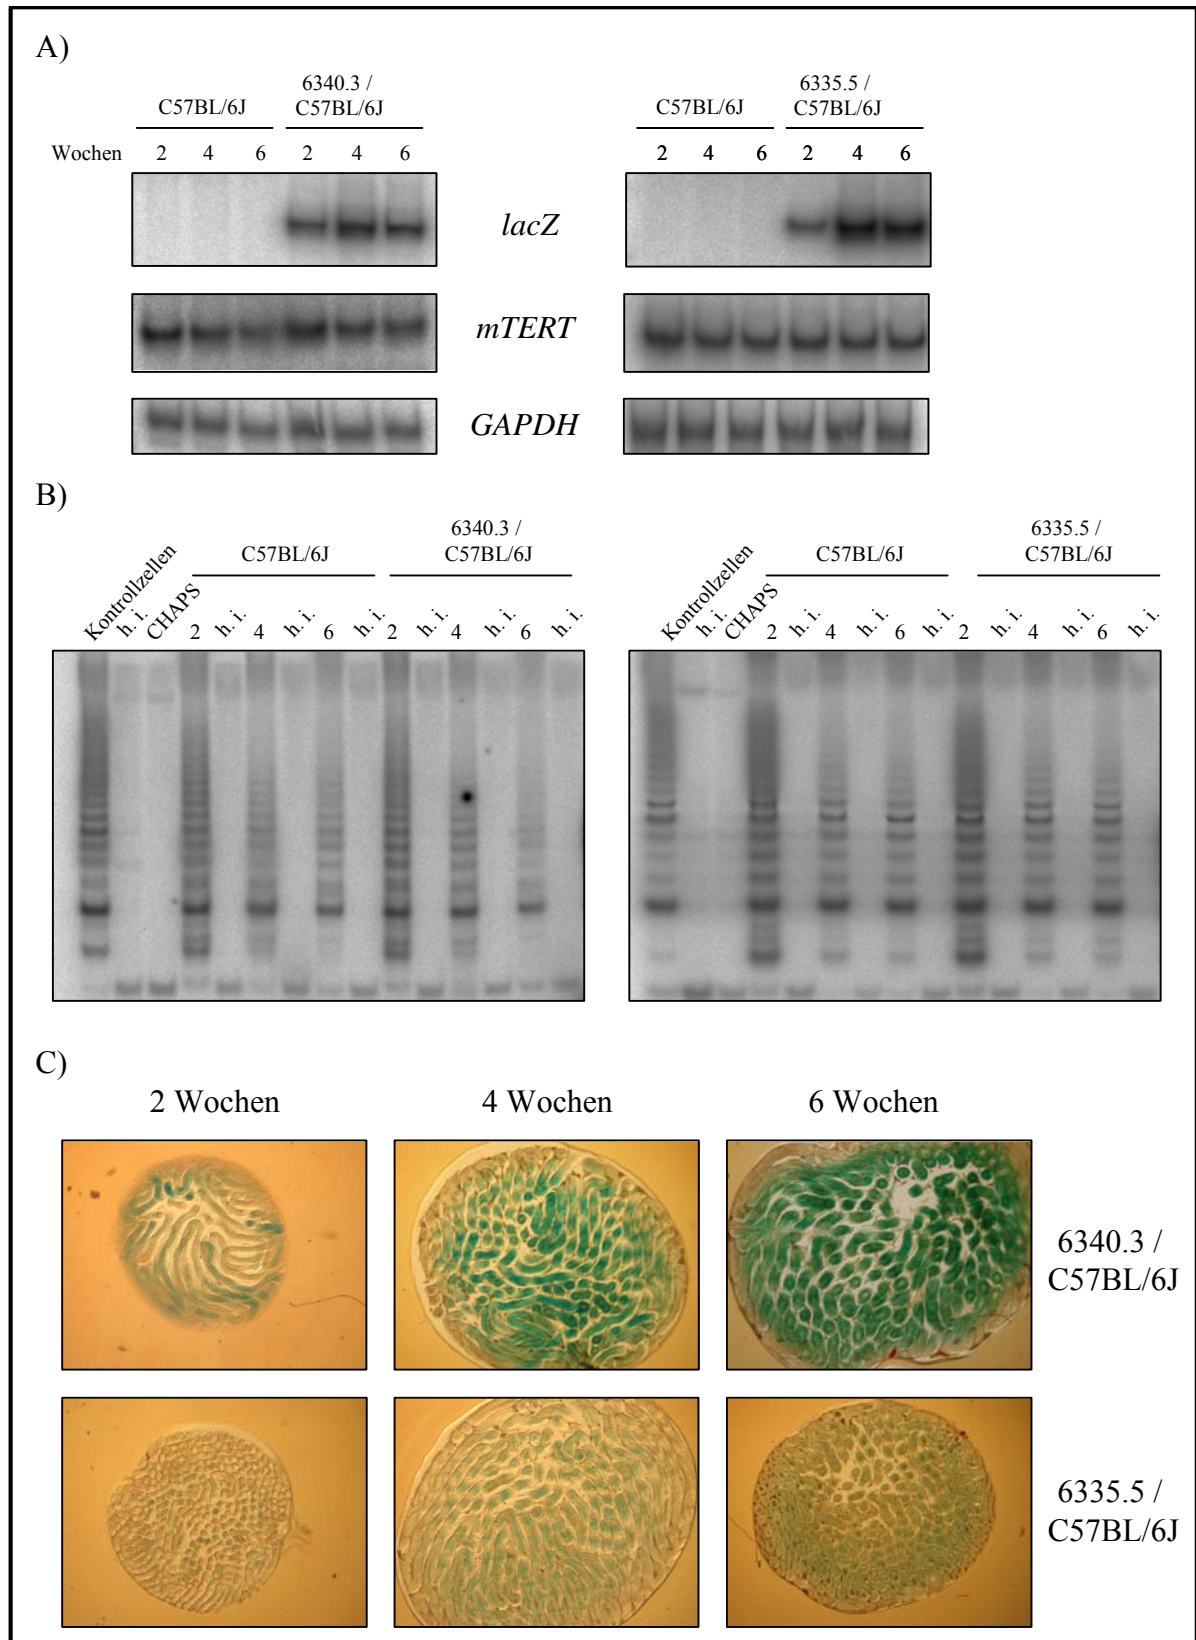 A)
C57BL/6J
6340.3 /
C57BL/6J
C57BL/6J
6335.5 /
C57BL/6J
Wochen 2 4 6 2 4 6
2 4 6 2 4 6
lacZ
mTERT
GAPDH
B)
Kontrollzellen
h. i.
CHAPS
C57BL/6J
6340.3 /
C57BL/6J
2 h. i. 4 h. i. 6 h. i. 2 h. i. 4 h. i. 6 h. i.
Kontrollzellen
h. i.
CHAPS
C57BL/6J
6335.5 /
C57BL/6J
2 h. i. 4 h. i. 6 h. i. 2 h. i. 4 h. i. 6 h. i.
C)
2 Wochen 4 Wochen 6 Wochen
6340.3 /
C57BL/6J
6335.5 /
C57BL/6J